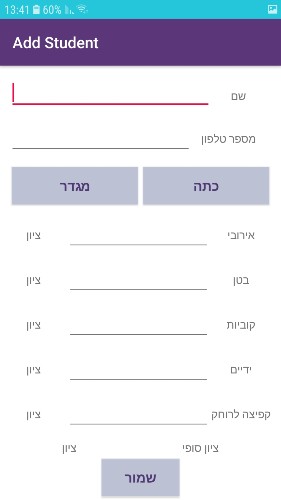 13:41 60%
Add Student
שם
מספר טלפון
כתה מגדר
אירובי ציון
בטן ציון
קוביות ציון
ידיים ציון
קפיצה לרוחק ציון
ציון סופי ציון
שמור